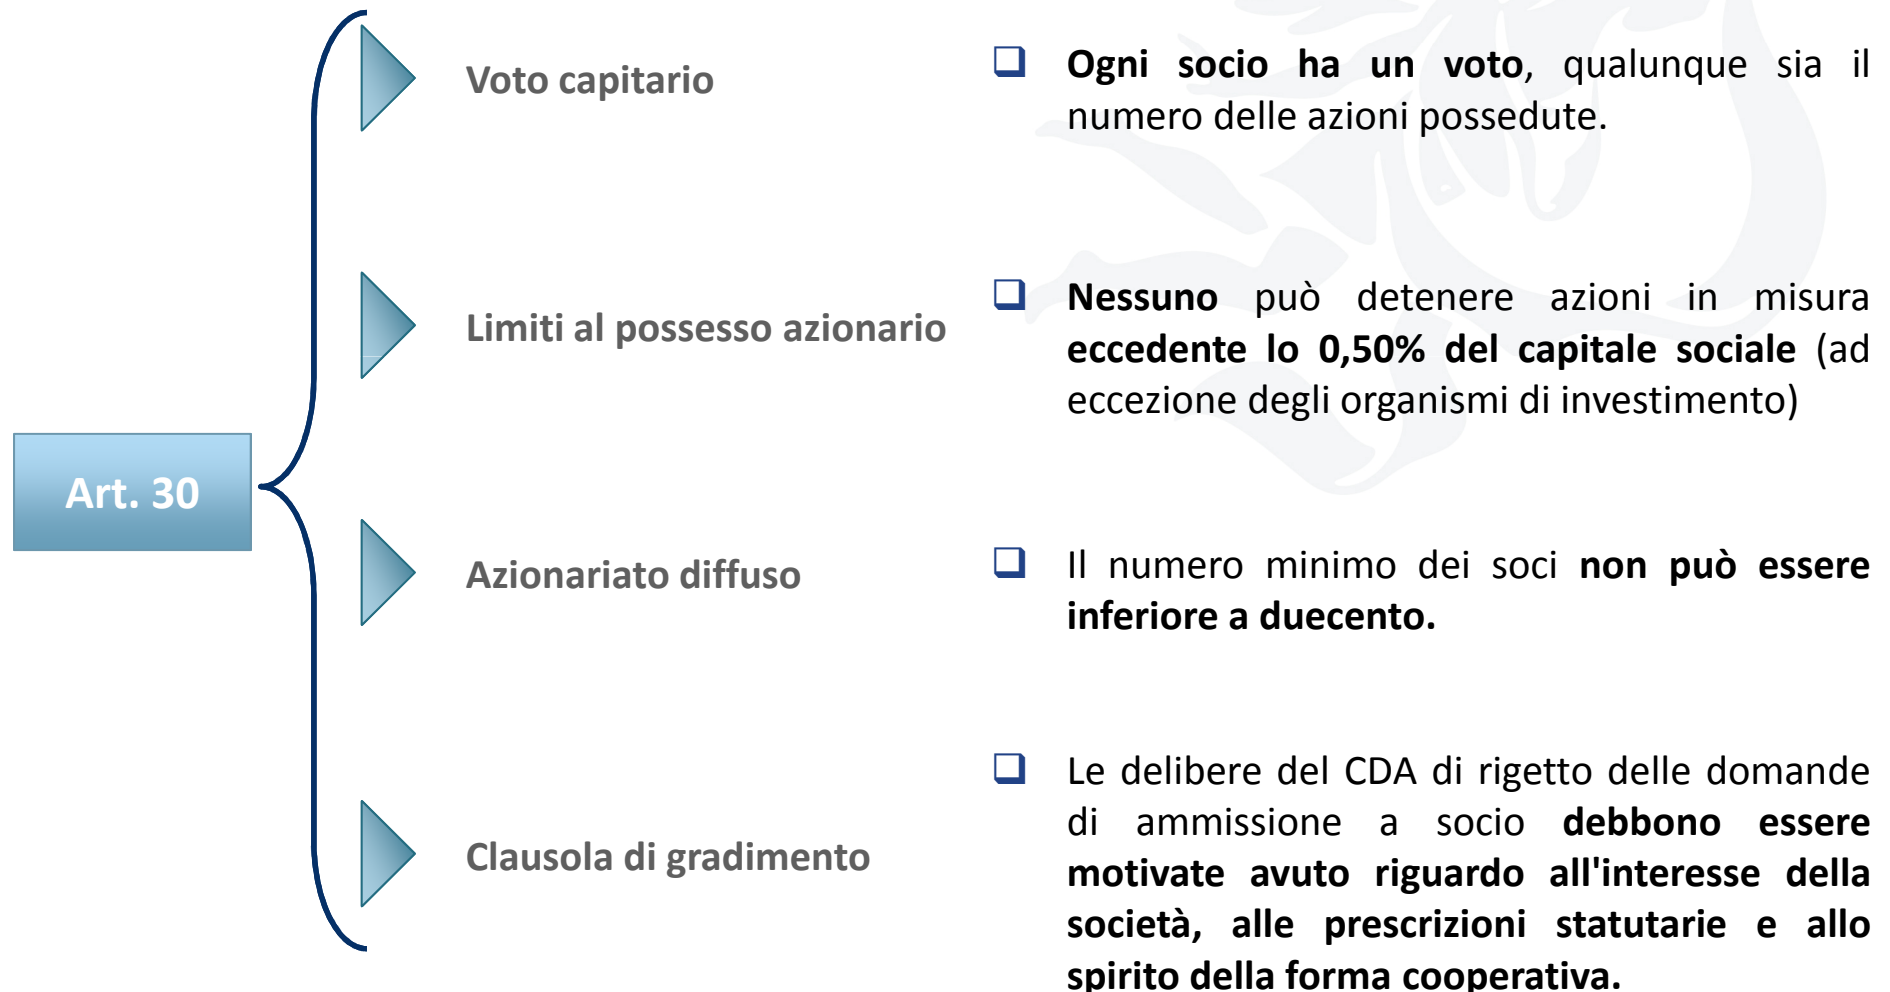 Art. 30
Voto capitario
Ogni socio ha un voto, qualunque sia il
numero delle azioni possedute.
Limiti al possesso azionario
Nessuno può detenere azioni in misura
eccedente lo 0,50% del capitale sociale (ad
eccezione degli organismi di investimento)
Azionariato diffuso
Il numero minimo dei soci non può essere
inferiore a duecento.
Clausola di gradimento
Le delibere del CDA di rigetto delle domande
di ammissione a socio debbono essere
motivate avuto riguardo all'interesse della
società, alle prescrizioni statutarie e allo
spirito della forma cooperativa.